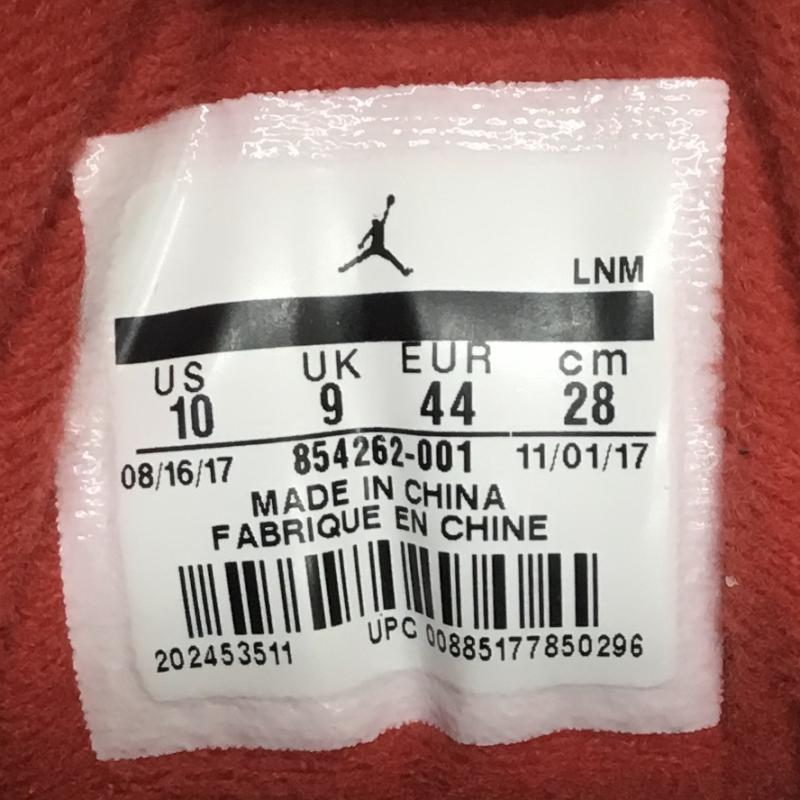 LNM
US UK EUR cm
10 9 44 28
08/16/17 854262-001 11/01/17
MADE IN CHINA
FABRIQUE EN CHINE
202453511 UPC 00885177850296